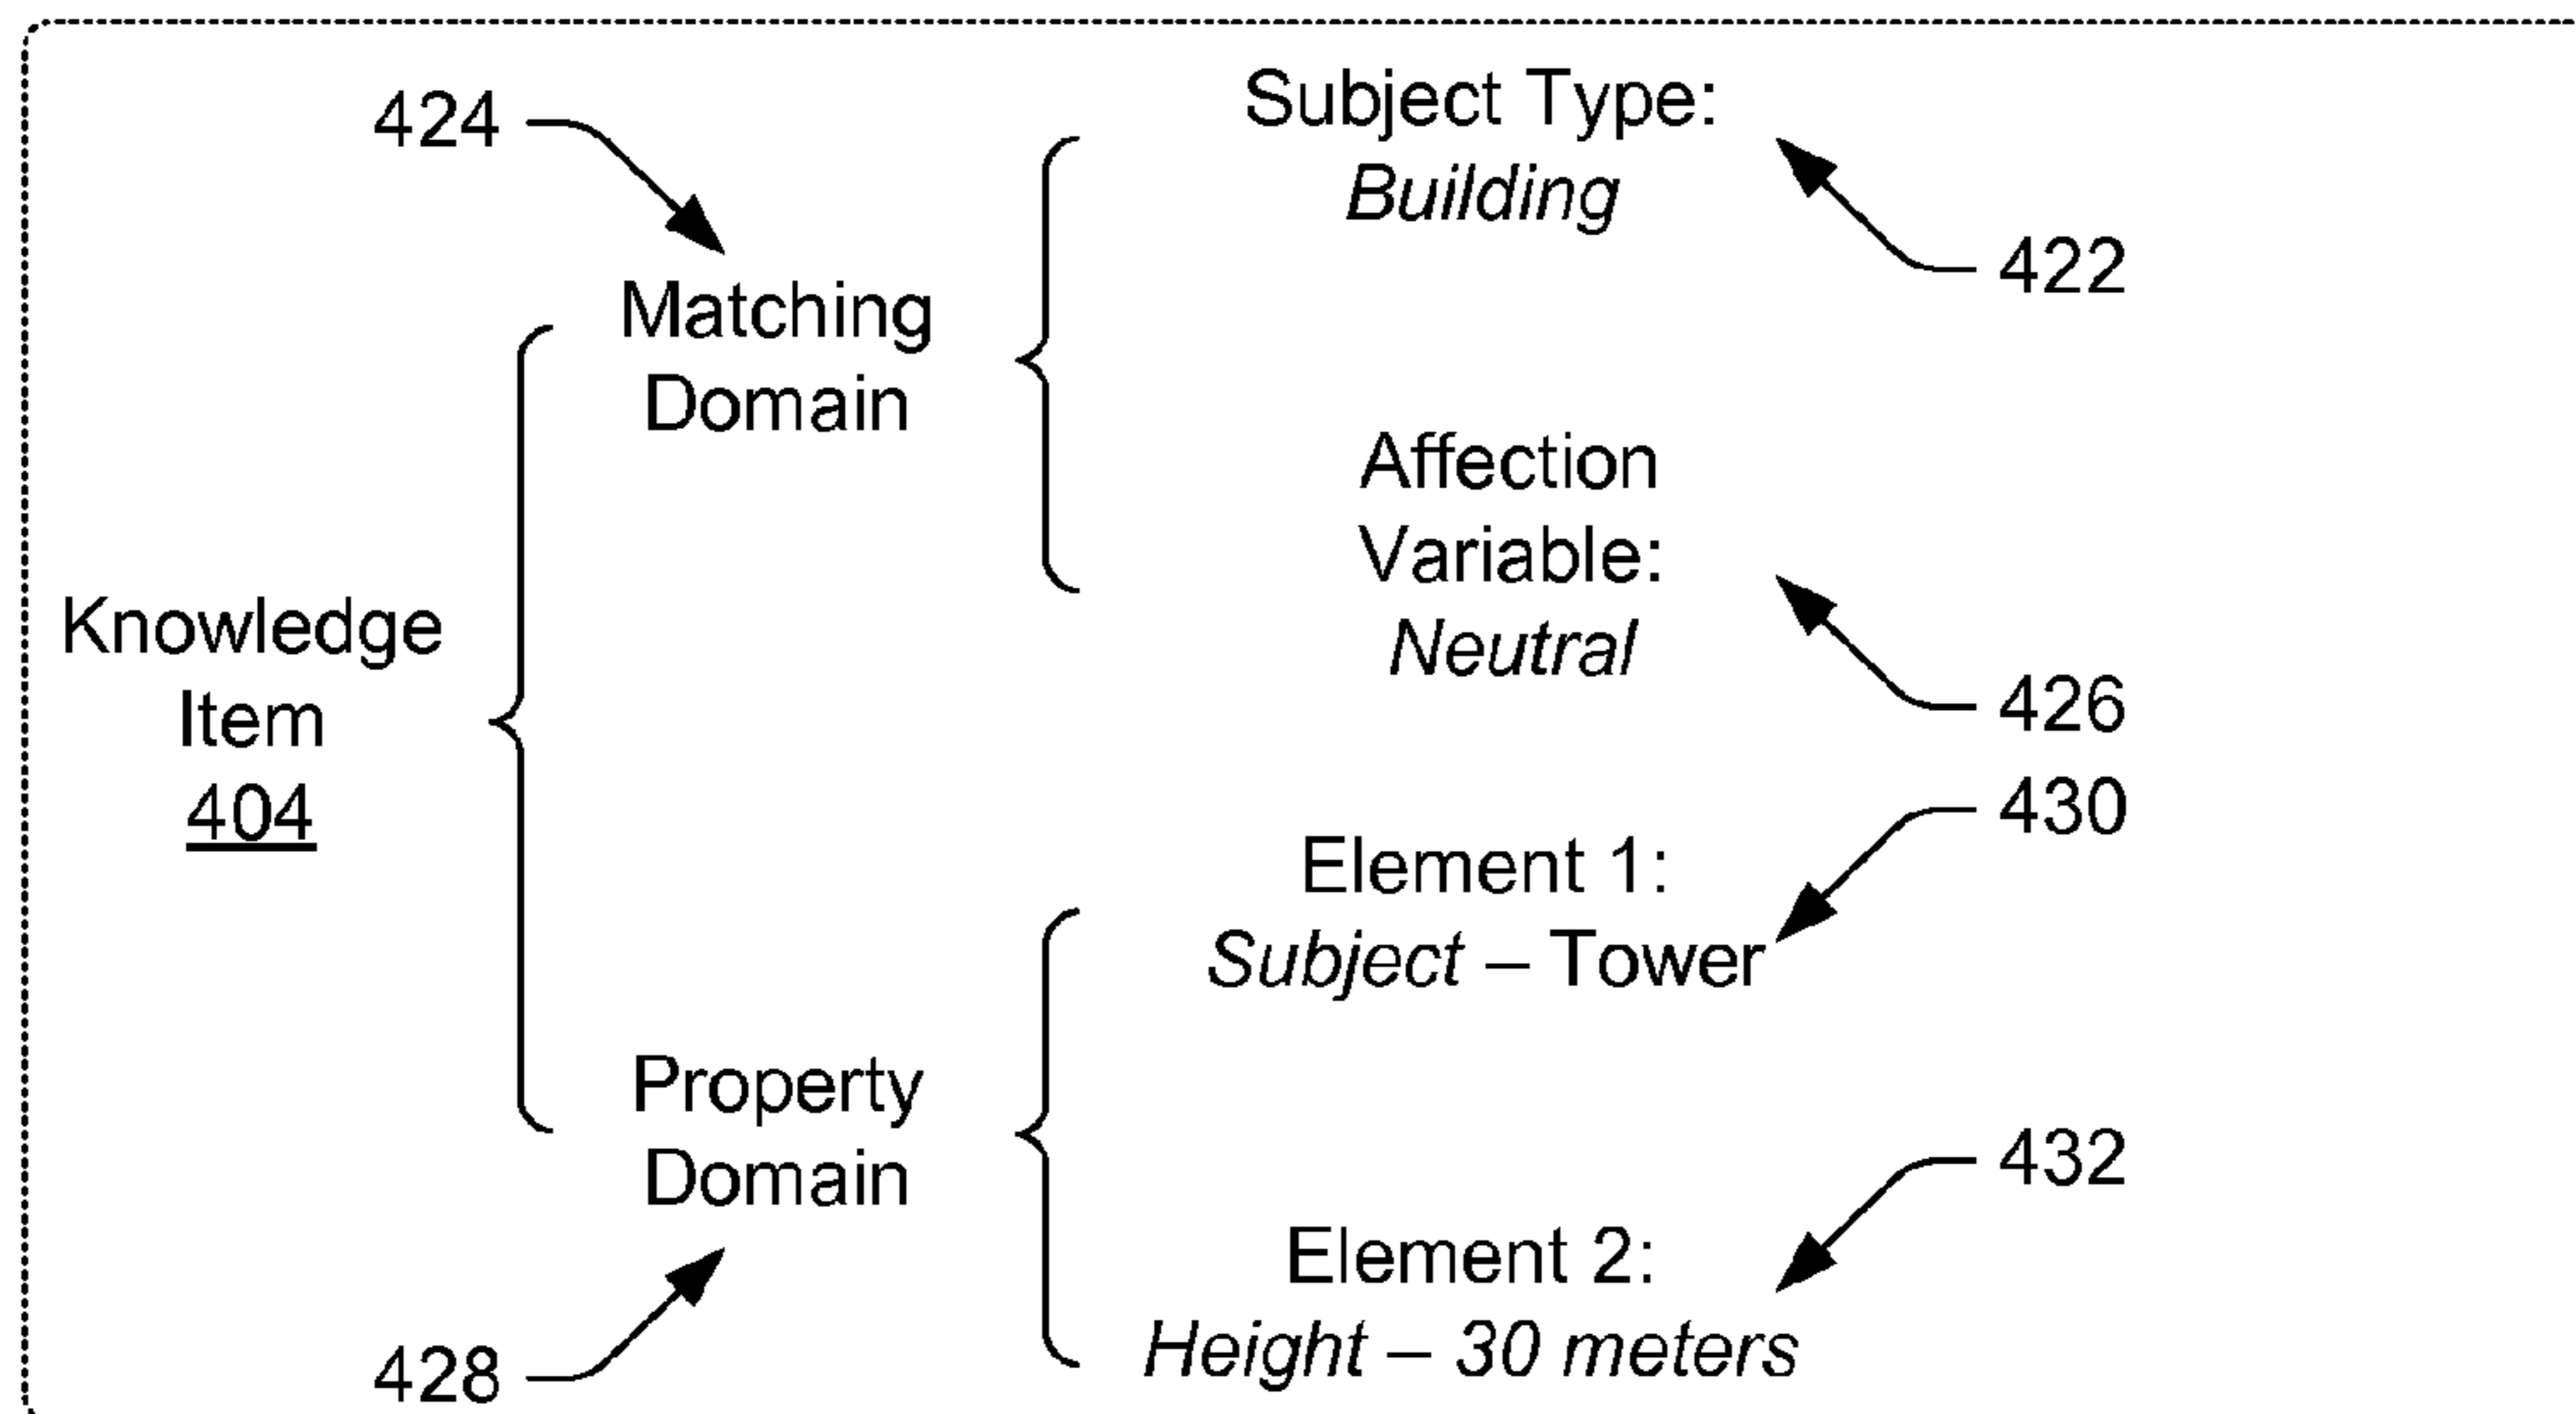 424
Matching
Domain
Subject Type:
Building
422
Affection
Variable:
Neutral
426
Knowledge
Item
404
430
Element 1:
Subject – Tower
Property
Domain
428
432
Element 2:
Height – 30 meters